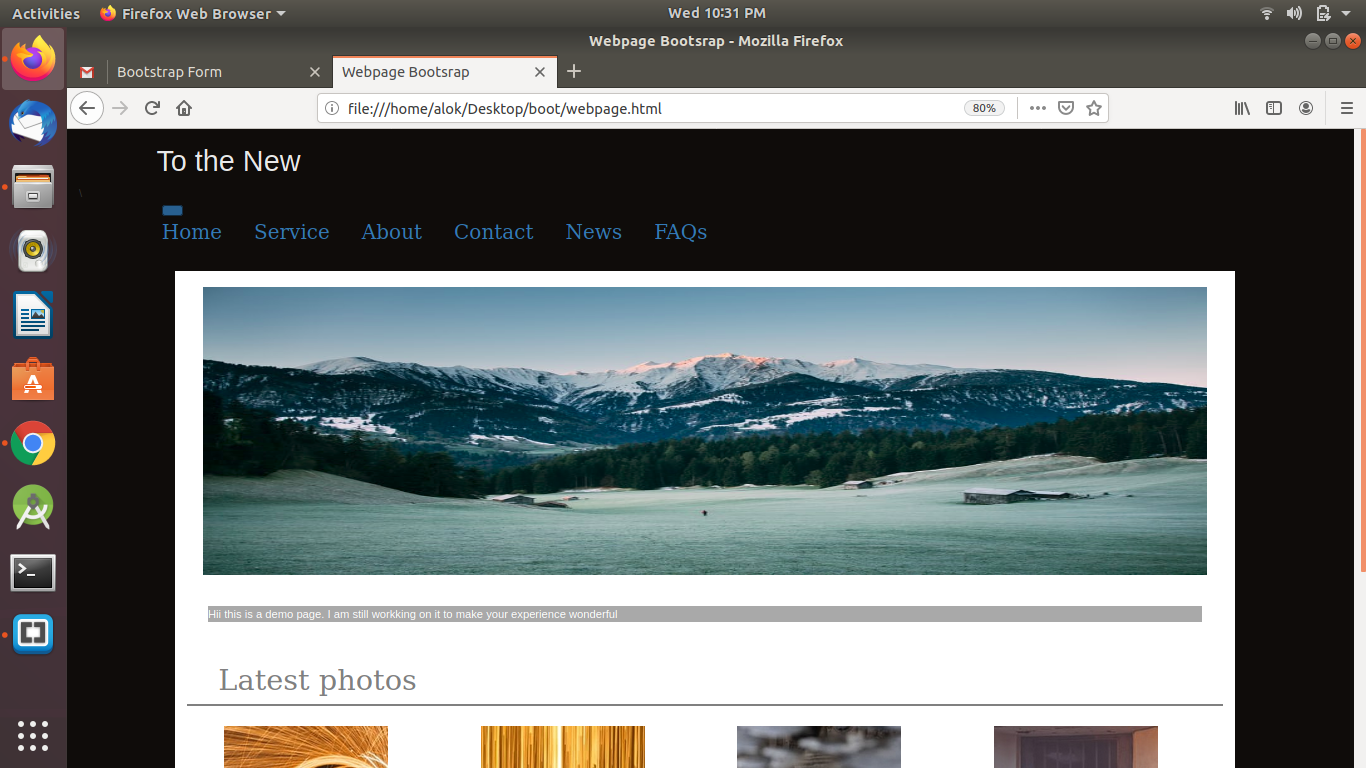 Activities Firefox Web Browser Wed 10:31 PM
Webpage Bootsrap - Mozilla Firefox
Bootstrap Form Webpage Bootsrap
file:///home/alok/Desktop/boot/webpage.html 80%
To the New
\
Home Service About Contact News FAQs
Hii this is a demo page. I am still workking on it to make your experience wonderful
Latest photos